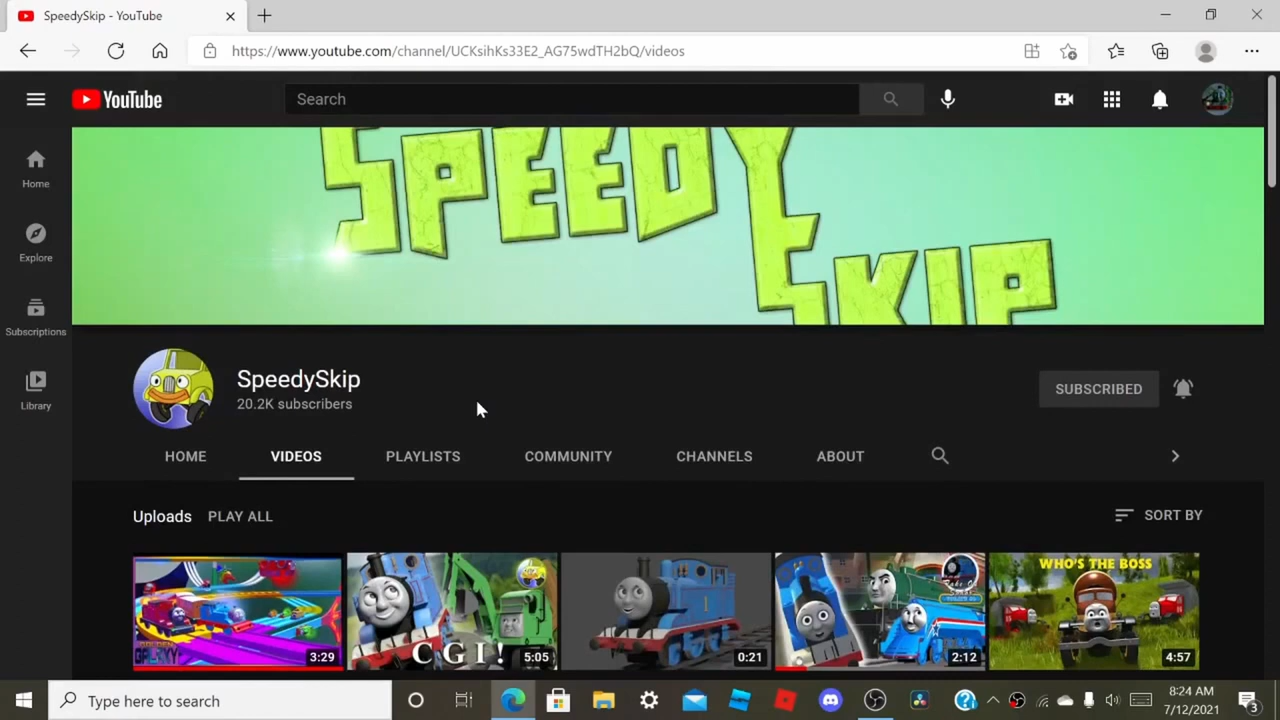 SpeedySkip - YouTube
https://www.youtube.com/channel/UCKsihKs33E2_AG75wdTH2bQ/videos
YouTube
Search
Home
Explore
Subscriptions
Library
SPEEDY
SKIP
SpeedySkip
20.2K subscribers
SUBSCRIBED
HOME VIDEOS PLAYLISTS COMMUNITY CHANNELS ABOUT
Uploads PLAY ALL
SORT BY
3:29
CGI!
5:05
1
0:21
2:12
WHO'S THE BOSS
4:57
Type here to search
8:24 AM
7/12/2021
3